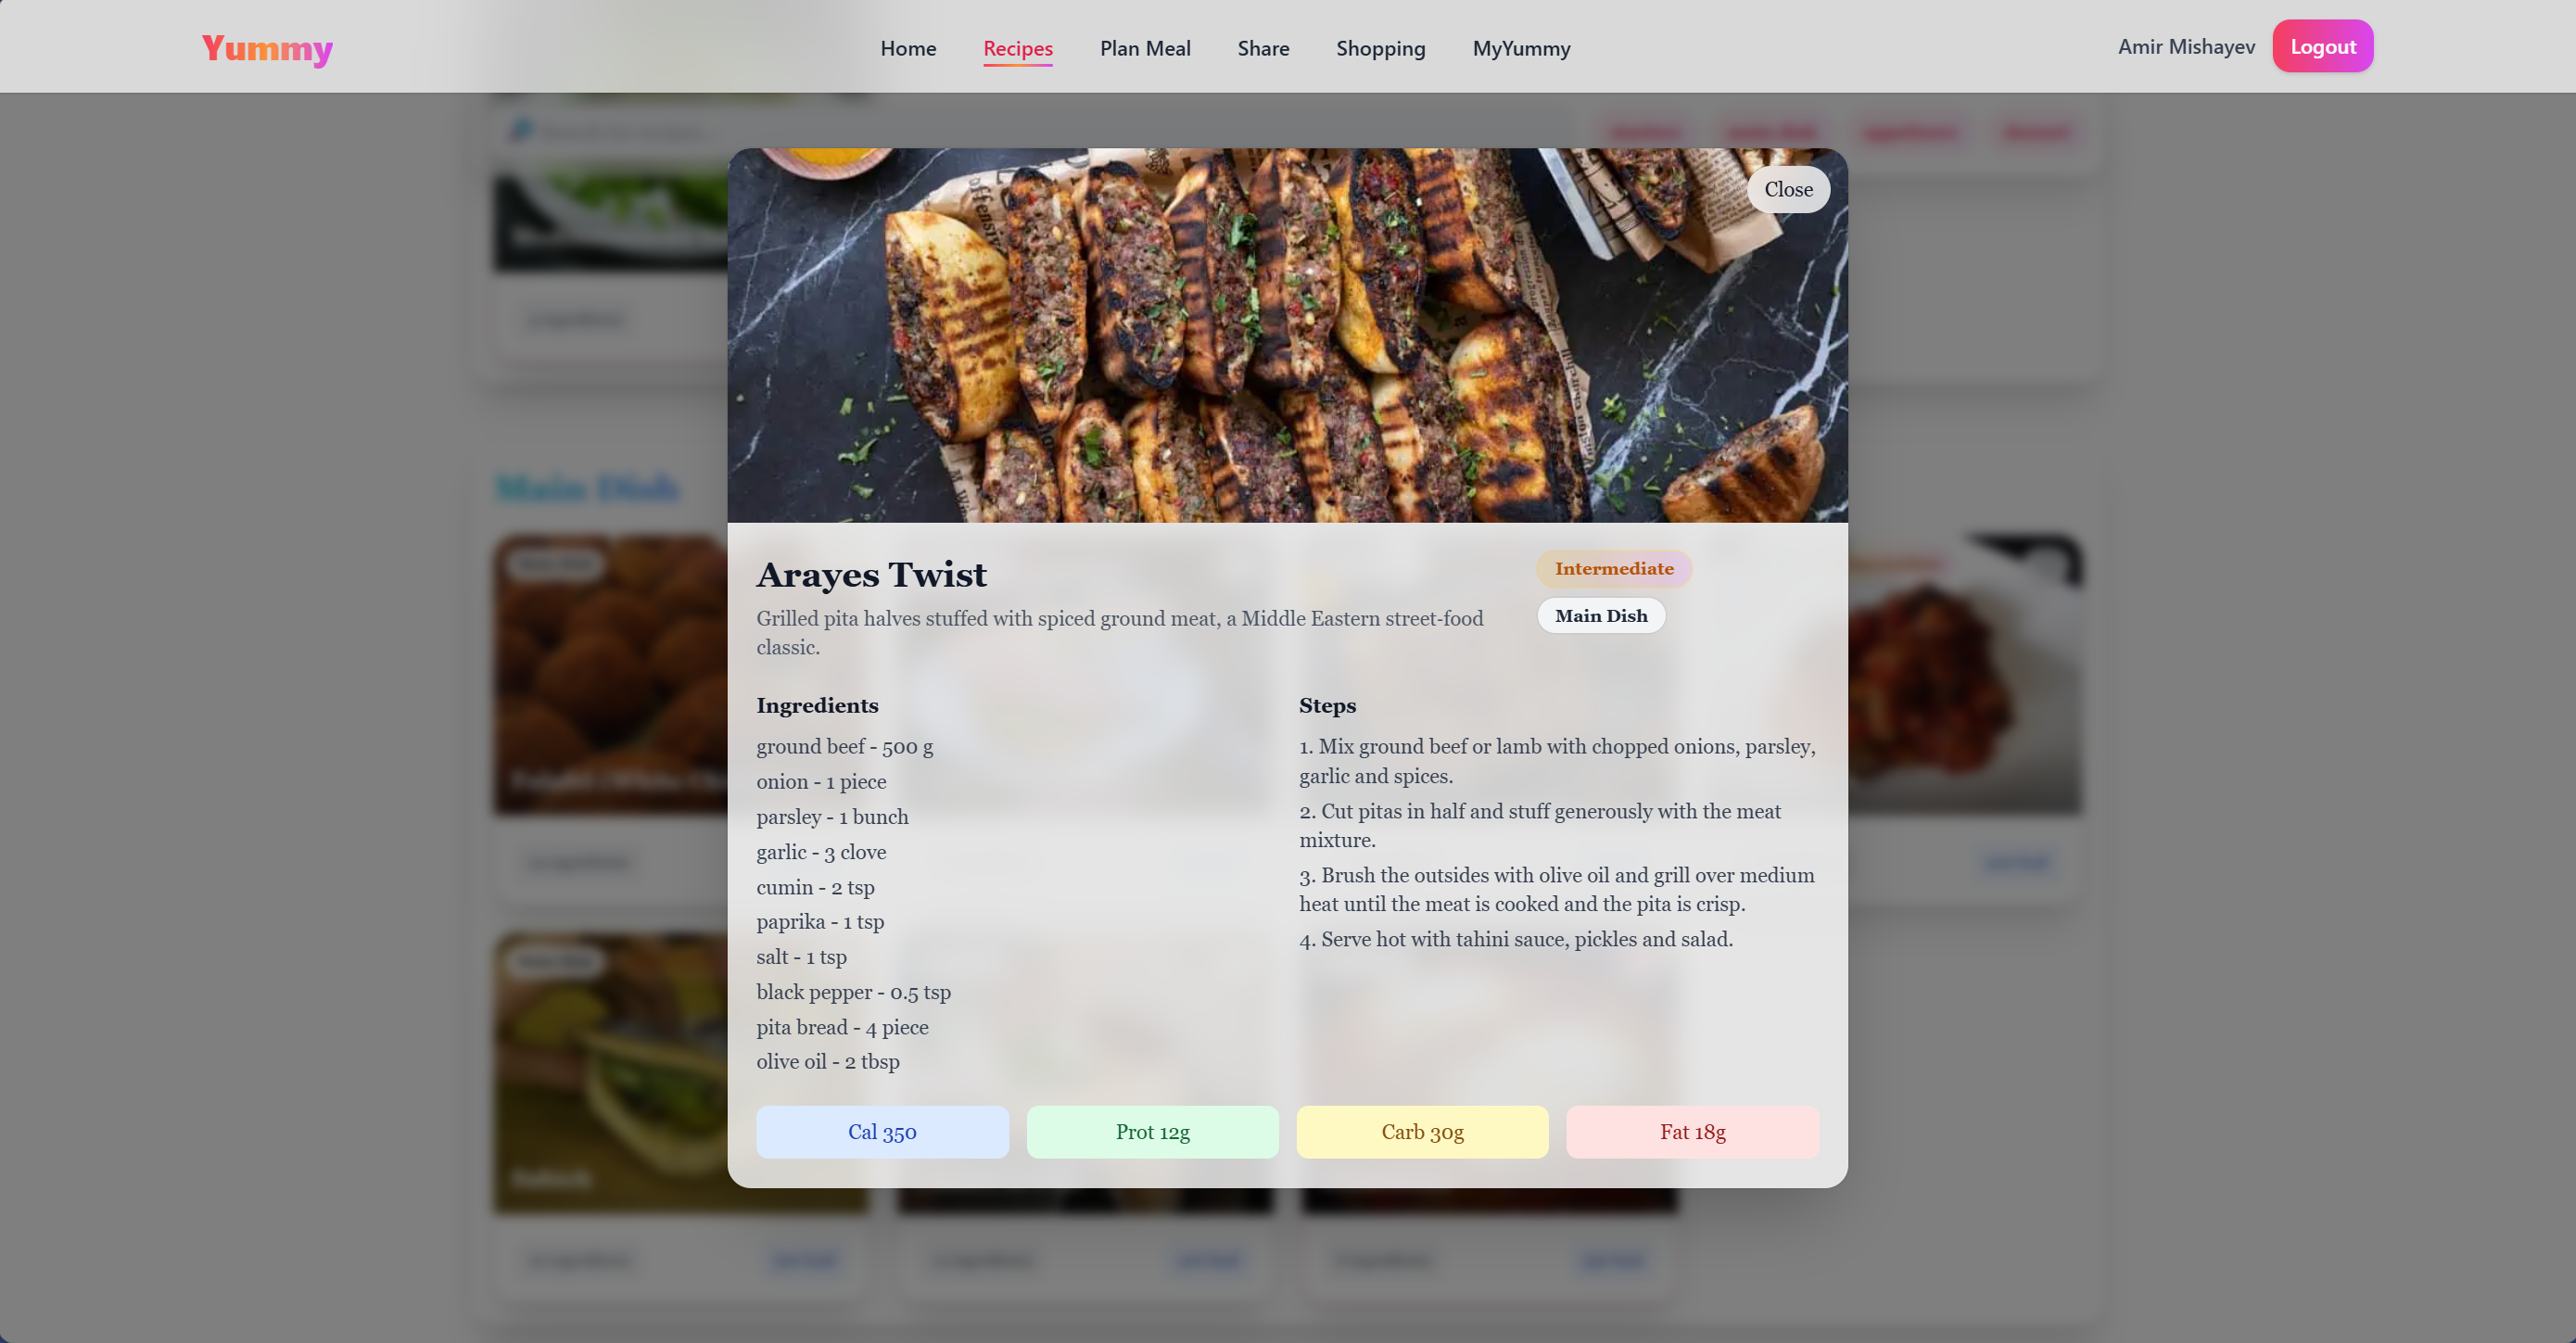 Yummy
Home Recipes Plan Meal Share Shopping MyYummy
Amir Mishayev Logout
Close
Arayes Twist
Intermediate
Grilled pita halves stuffed with spiced ground meat, a Middle Eastern street-food
classic.
Main Dish
Ingredients
ground beef - 500 g
onion - 1 piece
parsley - 1 bunch
garlic - 3 clove
cumin - 2 tsp
paprika - 1 tsp
salt - 1 tsp
black pepper - 0.5 tsp
pita bread - 4 piece
olive oil - 2 tbsp
Steps
1. Mix ground beef or lamb with chopped onions, parsley,
garlic and spices.
2. Cut pitas in half and stuff generously with the meat
mixture.
3. Brush the outsides with olive oil and grill over medium
heat until the meat is cooked and the pita is crisp.
4. Serve hot with tahini sauce, pickles and salad.
Cal 350
Prot 12g
Carb 30g
Fat 18g
Main Dish